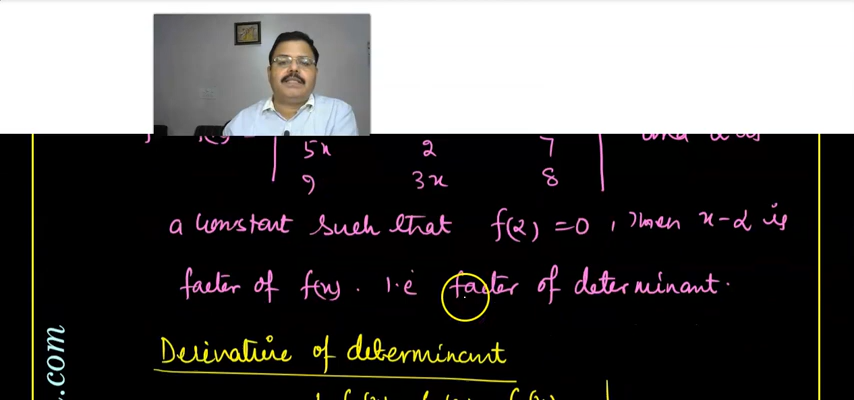 5x 2 7
9 3x 8
a constant such that f(α) = 0, then x-α is
factor of f(x). i.e factor of determinant.
Derivative of determinant
.com